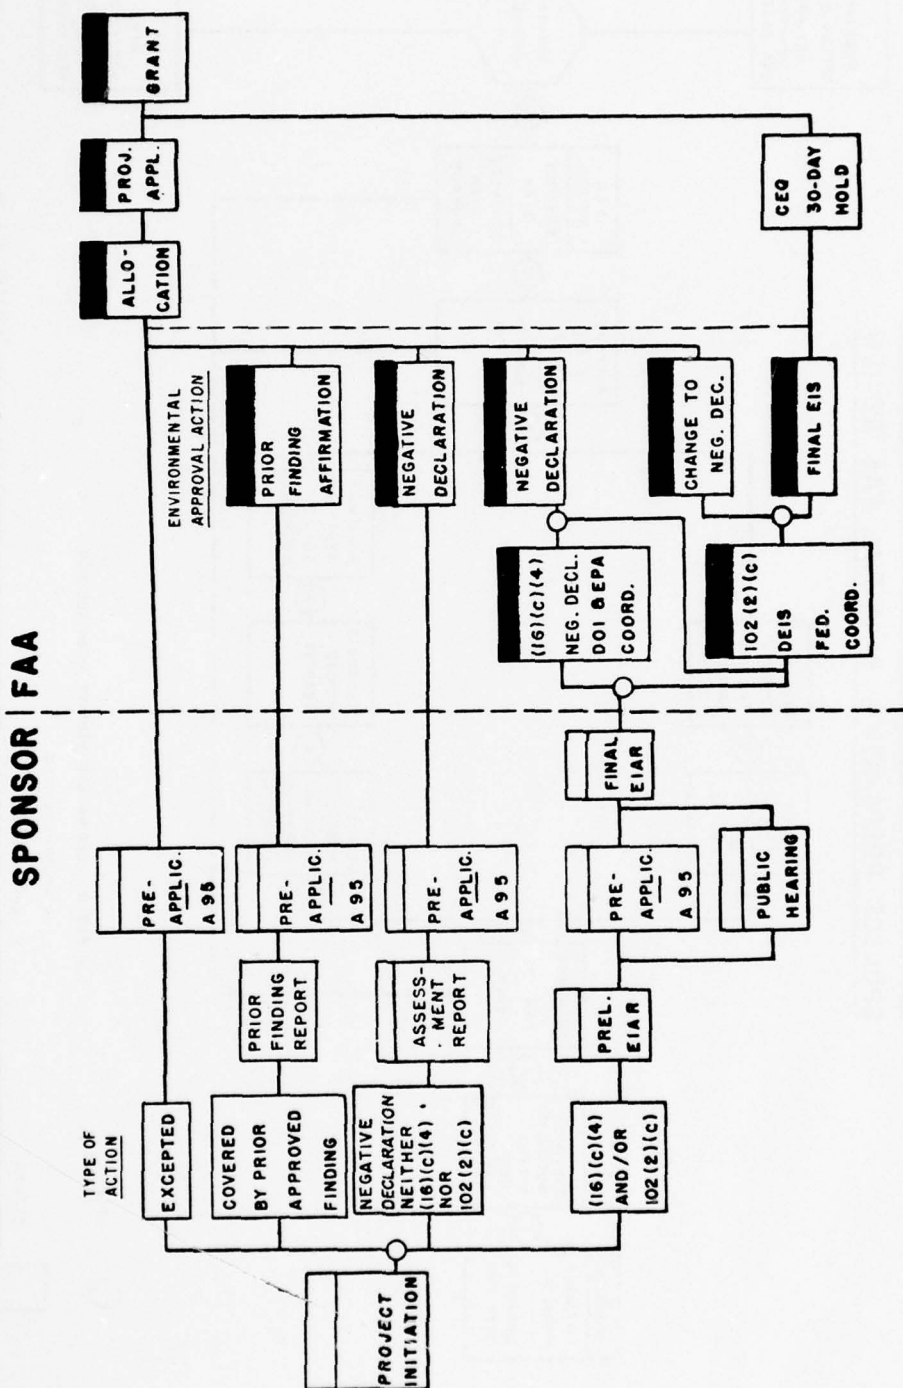 SPONSOR | FAA
TYPE OF
ACTION
ENVIRONMENTAL
APPROVAL ACTION
PROJECT
INITIATION
EXCEPTED
PRE-
APPLIC.
A 95
ALLO-
CATION
PROJ.
APPL.
GRANT
COVERED
BY PRIOR
APPROVED
FINDING
PRIOR
FINDING
REPORT
PRE-
APPLIC.
A 95
PRIOR
FINDING
AFFIRMATION
NEGATIVE
DECLARATION
NEITHER
(16)(c)(4)
NOR
102(2)(c)
ASSESS-
MENT
REPORT
PRE-
APPLIC.
A 95
NEGATIVE
DECLARATION
(16)(c)(4)
AND/OR
102(2)(c)
PREL.
EIAR
PRE-
APPLIC.
A 95
PUBLIC
HEARING
FINAL
EIAR
(16)(c)(4)
NEG. DECL.
DOI & EPA
COORD.
NEGATIVE
DECLARATION
102(2)(c)
DEIS
FED.
COORD.
CHANGE TO
NEG. DEC.
FINAL EIS
CEQ
30-DAY
HOLD